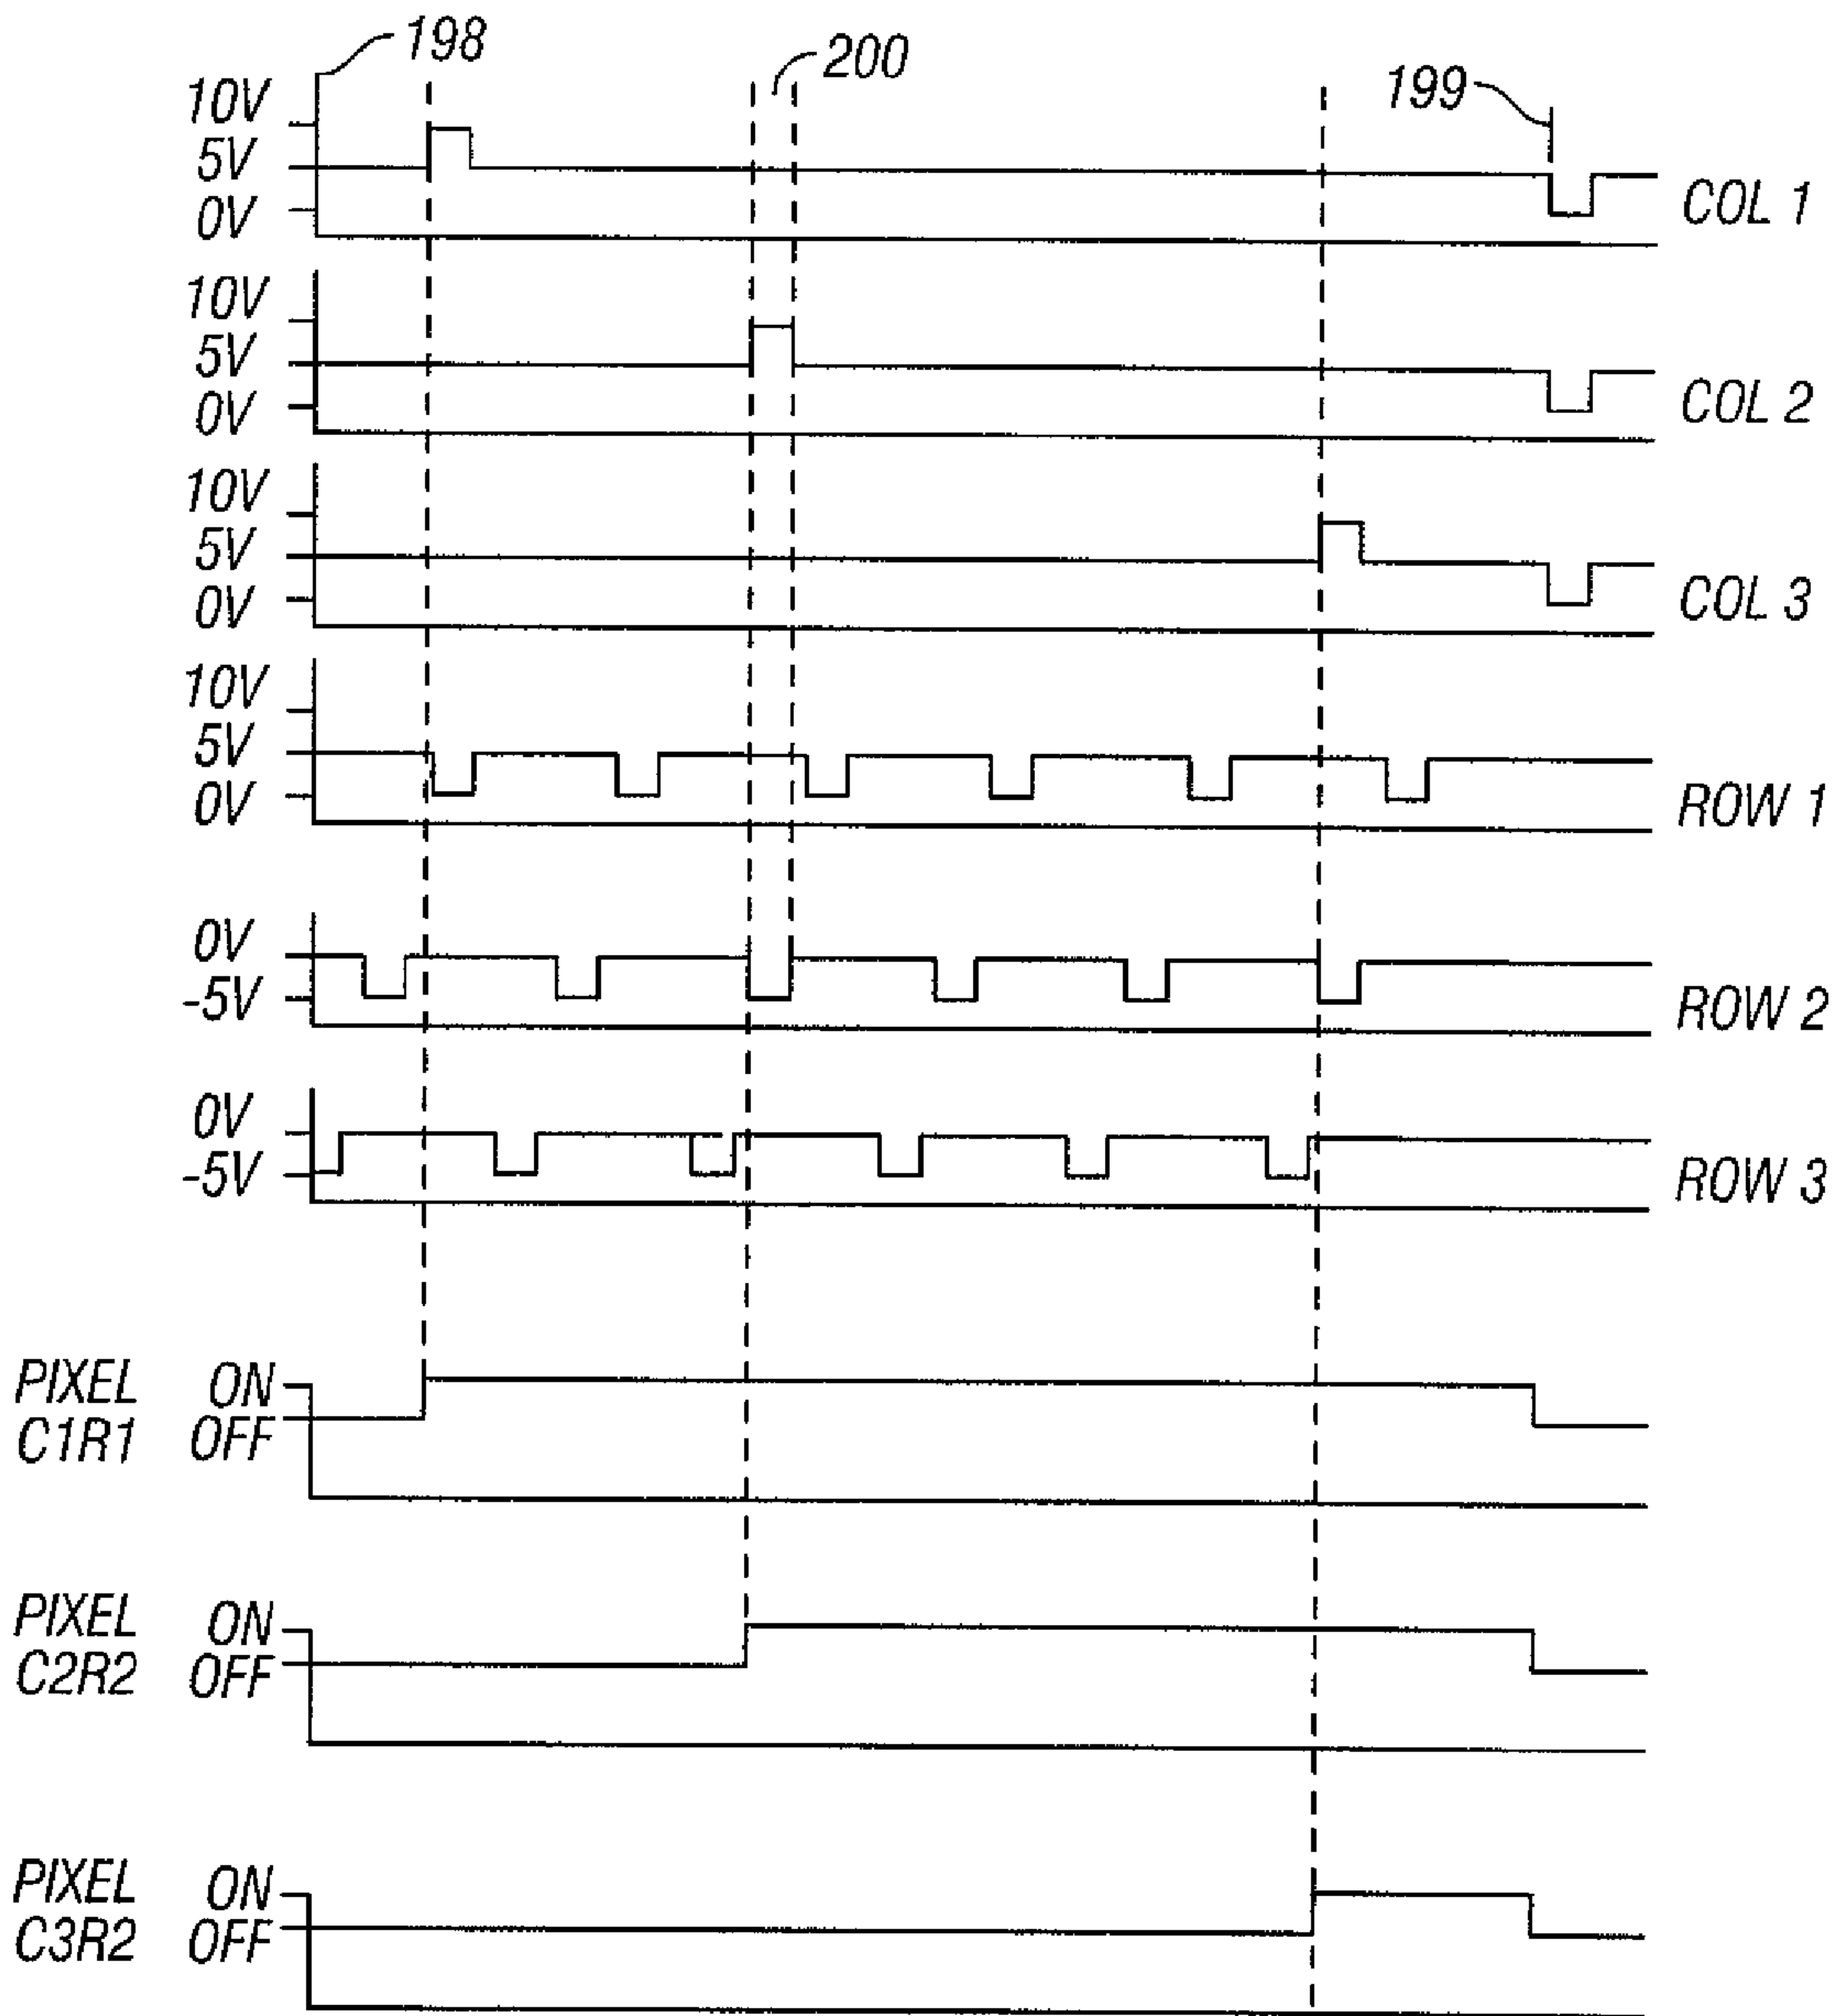 198
200
199
10V
5V
0V
COL 1
10V
5V
0V
COL 2
10V
5V
0V
COL 3
10V
5V
0V
ROW 1
0V
-5V
ROW 2
0V
-5V
ROW 3
PIXEL C1R1
ON
OFF
PIXEL C2R2
ON
OFF
PIXEL C3R2
ON
OFF